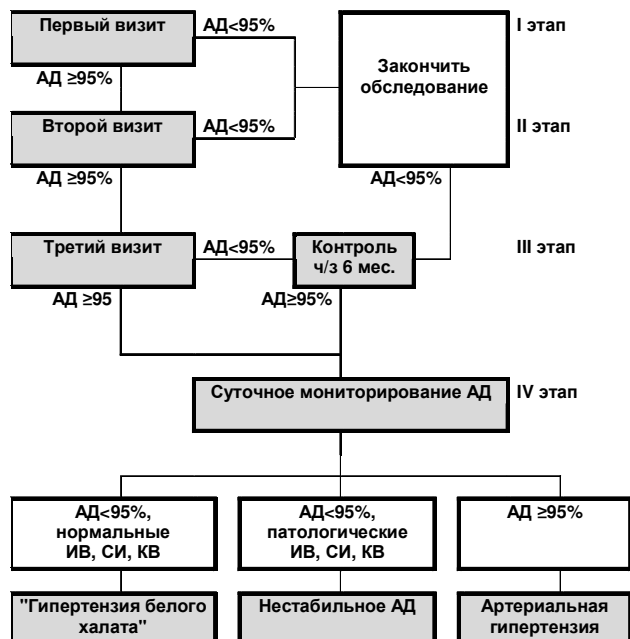 Первый визит
АД<95%
I этап
АД ≥95%
Закончить
обследование
Второй визит
АД<95%
II этап
АД ≥95%
АД<95%
Третий визит
АД<95%
Контроль
ч/з 6 мес.
III этап
АД ≥95
АД≥95%
Суточное мониторирование АД
IV этап
АД<95%,
нормальные
ИВ, СИ, КВ
АД<95%,
патологические
ИВ, СИ, КВ
АД ≥95%
"Гипертензия белого
халата"
Нестабильное АД
Артериальная
гипертензия